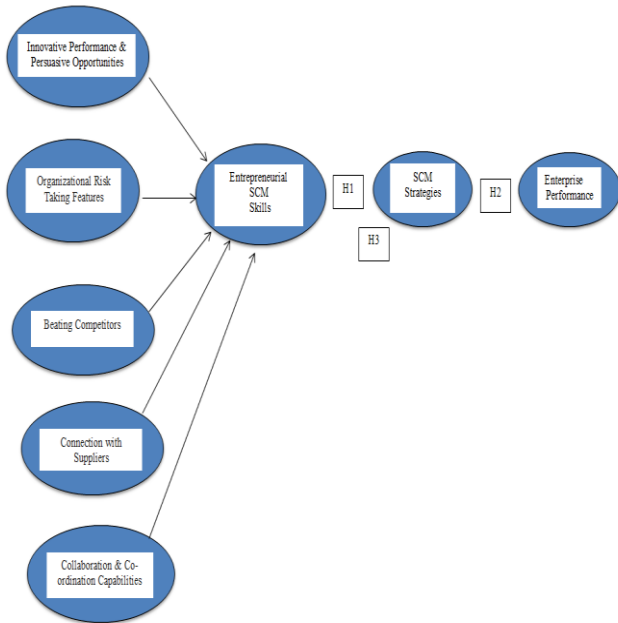 Innovative Performance &
Persuasive Opportunities
Organizational Risk
Taking Features
Entrepreneurial
SCM
Skills
H1
SCM
Strategies
H2
Enterprise
Performance
H3
Beating Competitors
Connection with
Suppliers
Collaboration & Co-
ordination Capabilities